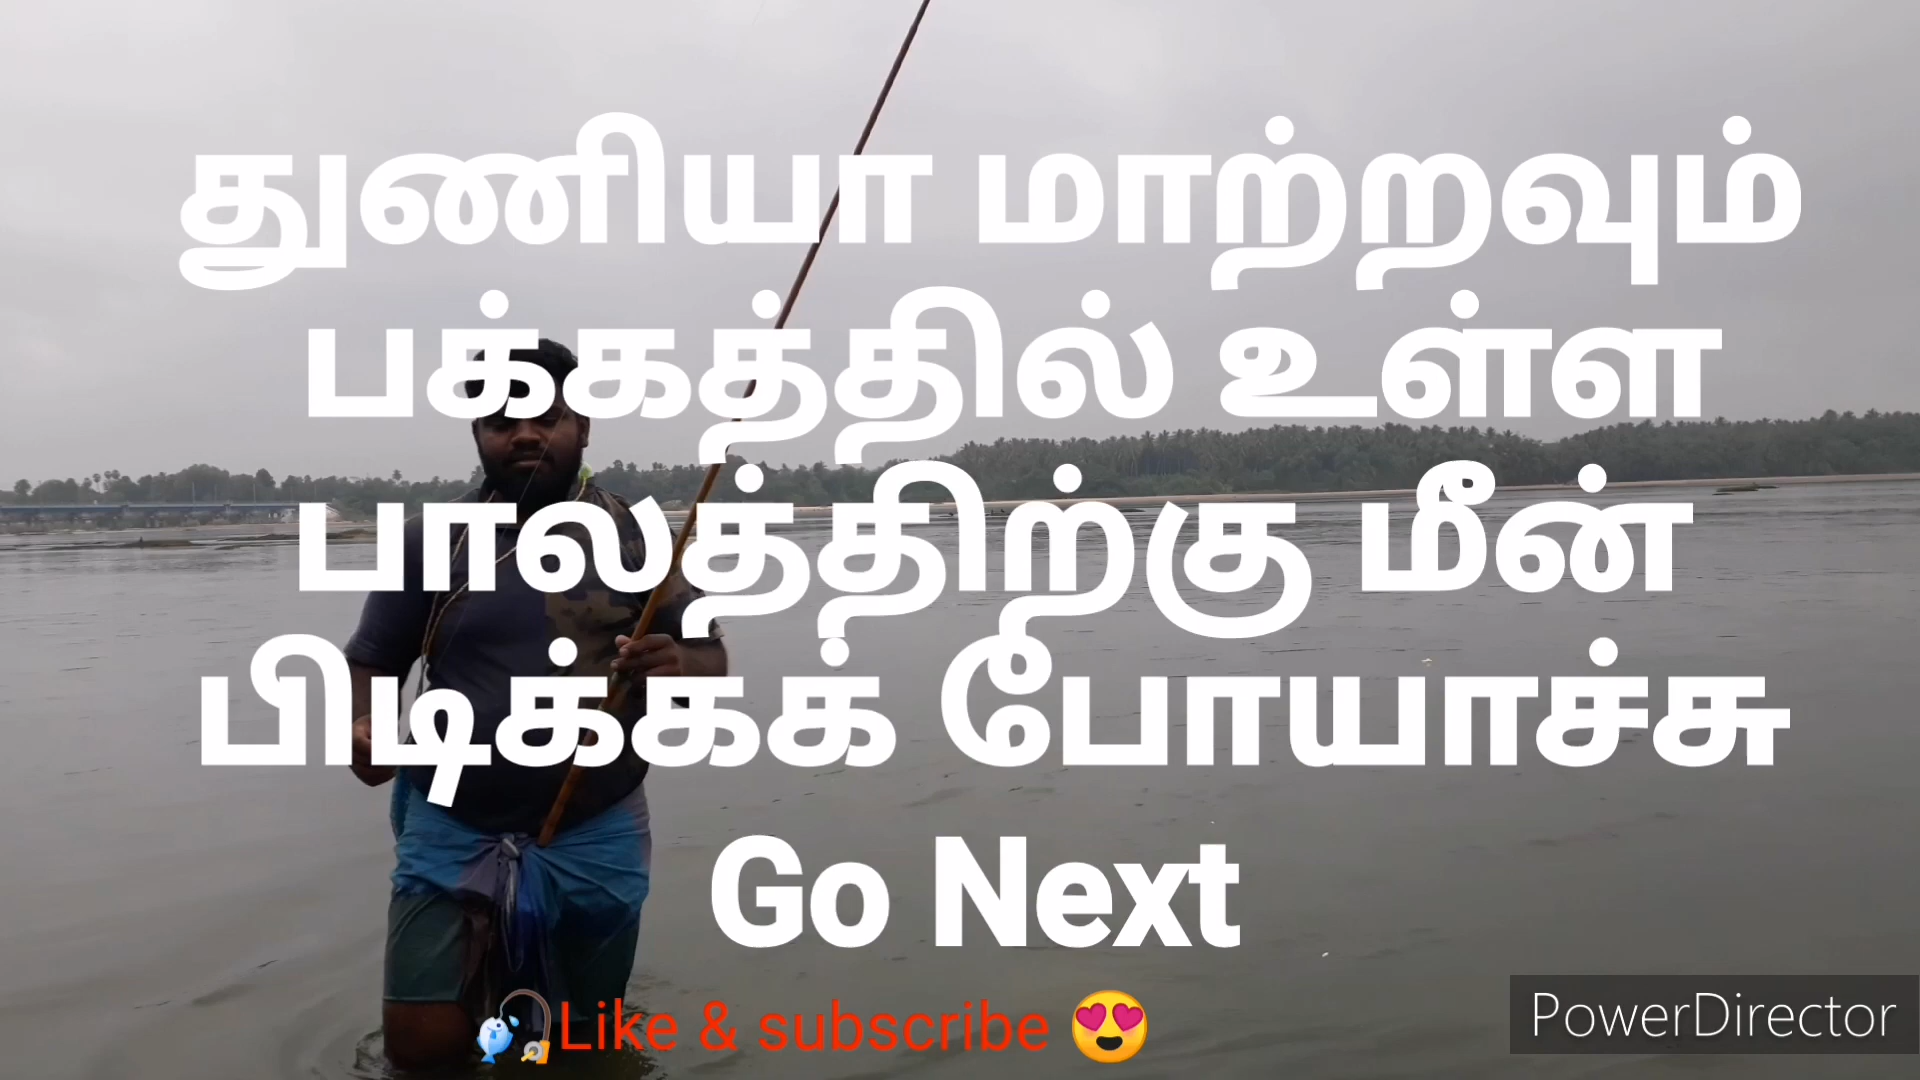 துணியா மாற்றவும்
பக்கத்தில் உள்ள
பாலத்திற்கு மீன்
பிடிக்கக் போயாச்சு
Go Next
🎣Like & subscribe 😍
PowerDirector